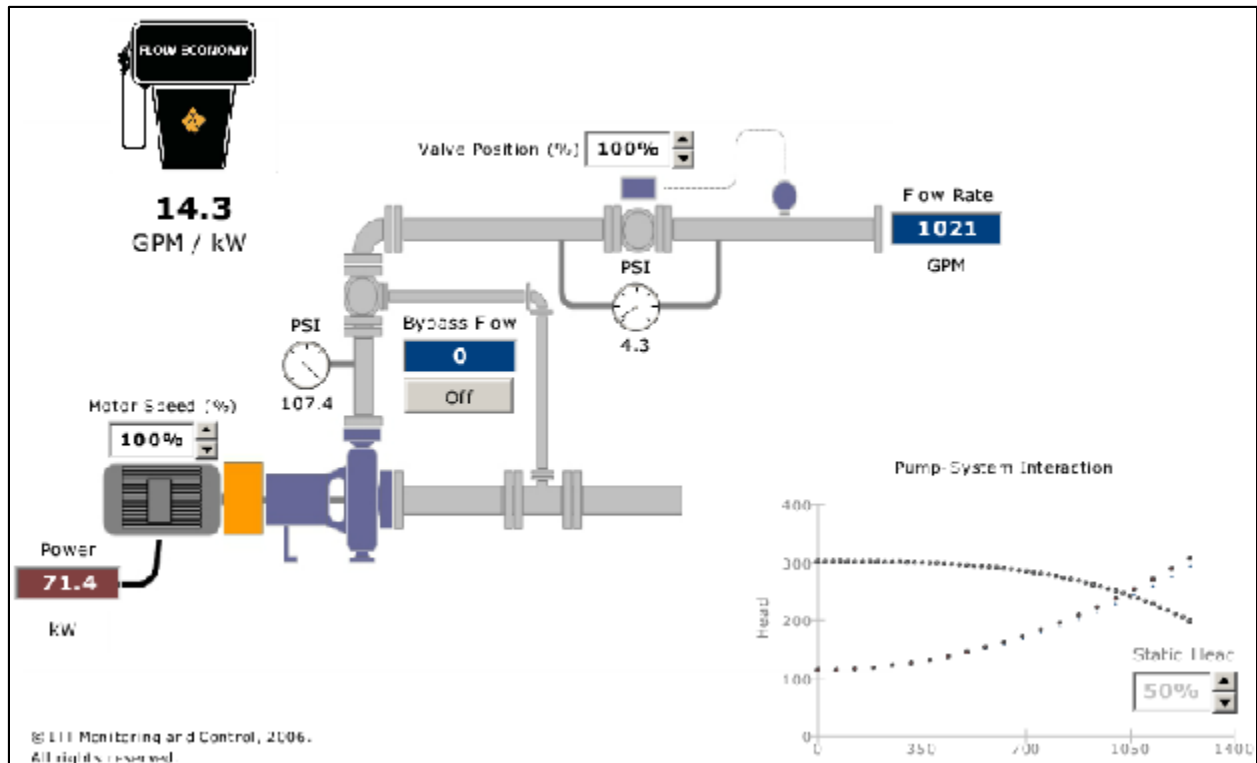 FLOW ECONOMY
14.3
GPM / kW
Valve Position (%) 100%
Flow Rate
1021
GPM
PSI
4.3
PSI
107.4
Bypass Flow
0
Off
Motor Speed (%)
100%
Power
71.4
kW
Pump-System Interaction
400
300
200
100
0
Head
Static Head
50%
0 350 700 1050 1400
© ITT Monitoring and Control, 2006.
All rights reserved.